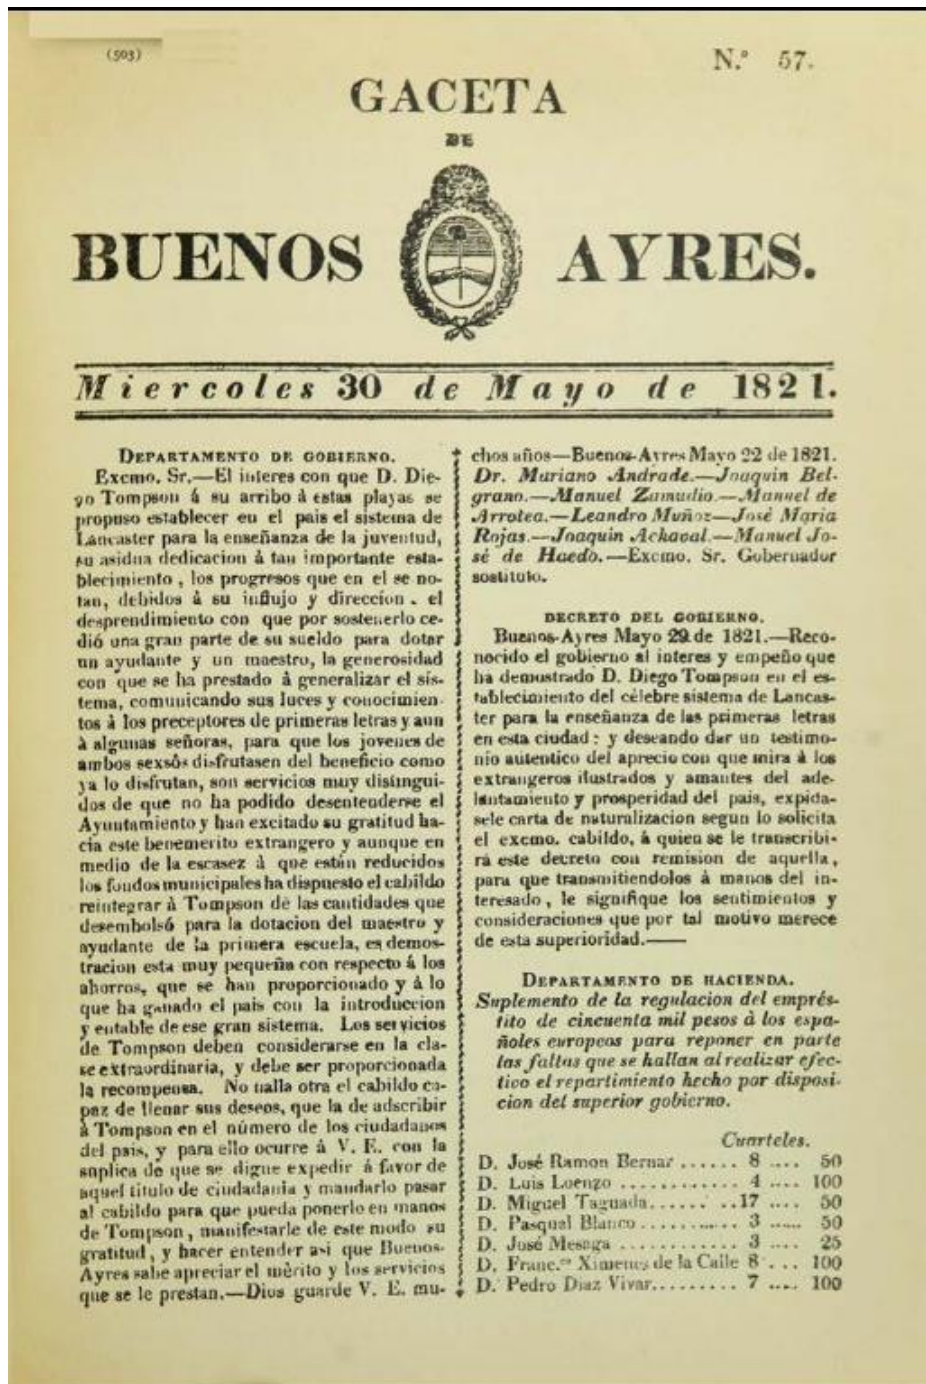 (503)
N.º 57.
GACETA
DE
BUENOS AYRES.
Miercoles 30 de Mayo de 1821.
DEPARTAMENTO DE GOBIERNO.
Excmo. Sr.—El interes con que D. Die-
go Tompson á su arribo á estas playas se
propuso establecer en el pais el sistema de
Lancaster para la enseñanza de la juventud,
su asidua dedicacion á tan importante esta-
blecimiento, los progresos que en el se no-
tan, debidos á su influjo y direccion. el
desprendimiento con que por sostenerlo ce-
dió una gran parte de su sueldo para dotar
un ayudante y un maestro, la generosidad
con que se ha prestado á generalizar el sis-
tema, comunicando sus luces y conocimien-
tos á los preceptores de primeras letras y aun
à algunas señoras, para que los jovenes de
ambos sexsôs disfrutasen del beneficio como
ya lo disfrutan, son servicios muy distingui-
dos de que no ha podido desentenderse el
Ayuntamiento y han excitado su gratitud ha-
cia este benemerito extrangero y aunque en
medio de la escasez à que están reducidos
los fondos municipales ha dispuesto el cabildo
reintegrar à Tompson de las cantidades que
desembolsó para la dotacion del maestro y
ayudante de la primera escuela, es demos-
tracion esta muy pequeña con respecto á los
ahorros, que se han proporcionado y á lo
que ha ganado el pais con la introduccion
y entable de ese gran sistema. Los servicios
de Tompson deben considerarse en la cla-
se extraordinaria, y debe ser proporcionada
la recompensa. No halla otra el cabildo ca-
paz de llenar sus deseos, que la de adscribir
à Tompson en el número de los ciudadanos
del pais, y para ello ocurre á V. E. con la
suplica de que se digne expedir á favor de
aquel titulo de ciudadania y mandarlo pasar
al cabildo para que pueda ponerlo en manos
de Tompson, manifestarle de este modo su
gratitud, y hacer entender asi que Buenos-
Ayres sabe apreciar el mèrito y los servicios
que se le prestan.—Dios guarde V. E. mu-
chos años—Buenos-Ayres Mayo 22 de 1821.
Dr. Mariano Andrade.—Joaquin Bel-
grano.—Manuel Zamudio.—Manuel de
Arrotea.—Leandro Muñoz—José Maria
Rojas.—Joaquin Achaval.—Manuel Jo-
sé de Haedo.—Excmo. Sr. Gobernador
sostituto.
DECRETO DEL GOBIERNO.
Buenos-Ayres Mayo 29 de 1821.—Reco-
nocido el gobierno al interes y empeño que
ha demostrado D. Diego Tompson en el es-
tablecimiento del célebre sistema de Lancas-
ter para la enseñanza de las primeras letras
en esta ciudad: y deseando dar un testimo-
nio autentico del aprecio con que mira á los
extrangeros ilustrados y amantes del ade-
lantamiento y prosperidad del pais, expida-
sele carta de naturalizacion segun lo solicita
el excmo. cabildo, à quien se le transcribi-
rá este decreto con remision de aquella,
para que transmitiendolos à manos del in-
teresado, le signifique los sentimientos y
consideraciones que por tal motivo merece
de esta superioridad.——
DEPARTAMENTO DE HACIENDA.
Suplemento de la regulacion del emprés-
tito de cincuenta mil pesos à los espa-
ñoles europeos para reponer en parte
las faltas que se hallan al realizar efec-
tivo el repartimiento hecho por disposi-
cion del superior gobierno.
Cuarteles.
D. José Ramon Bernar ...... 8 .... 50
D. Luis Loenzo ............ 4 .... 100
D. Miguel Taguada...... ..17 .... 50
D. Pasqual Blanco ........... 3 ...... 50
D. José Mesaga ............ 3 .... 25
D. Franc.co Ximenes de la Calle 8 ... 100
D. Pedro Diaz Vivar......... 7 .... 100